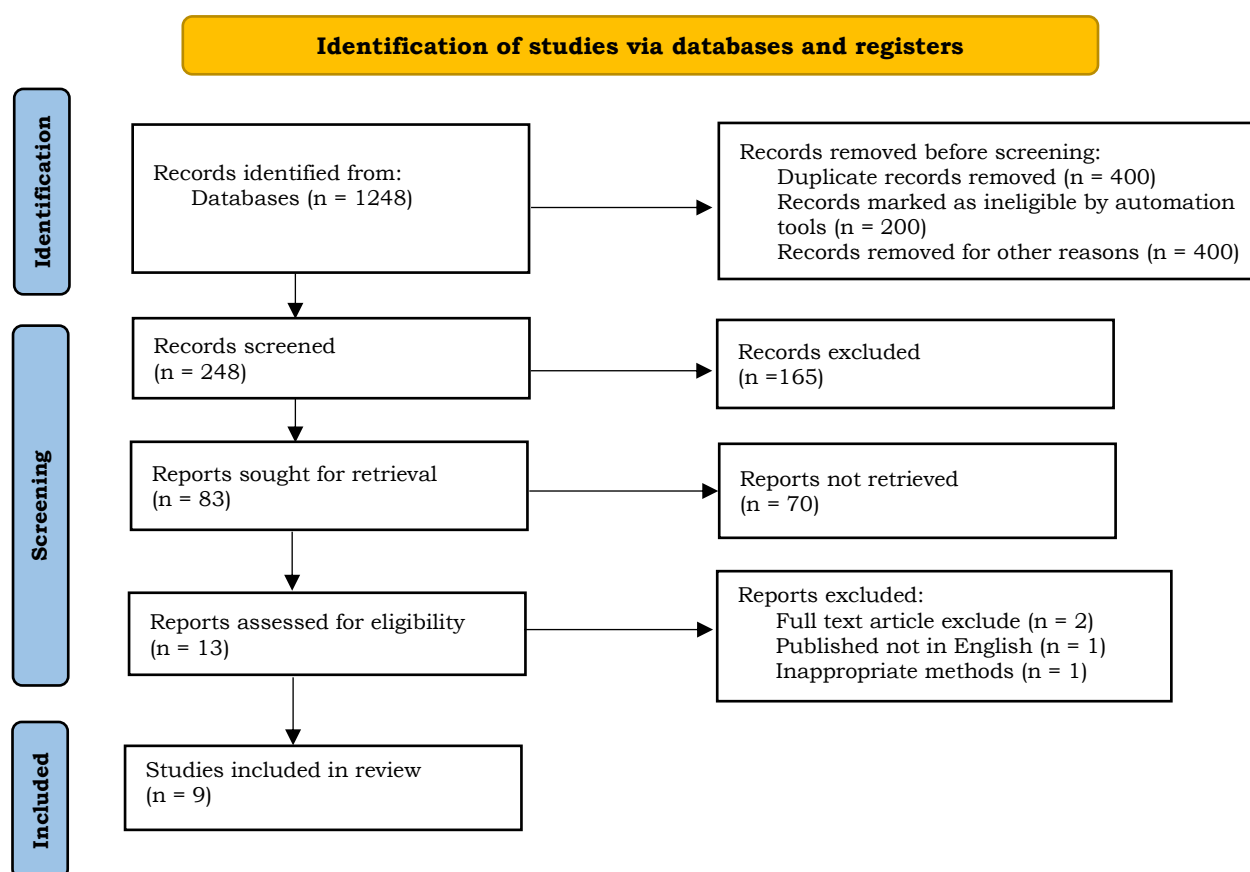 Identification of studies via databases and registers
Identification
Records identified from:
Databases (n = 1248)
Records removed before screening:
Duplicate records removed (n = 400)
Records marked as ineligible by automation
tools (n = 200)
Records removed for other reasons (n = 400)
Screening
Records screened
(n = 248)
Records excluded
(n =165)
Reports sought for retrieval
(n = 83)
Reports not retrieved
(n = 70)
Reports assessed for eligibility
(n = 13)
Reports excluded:
Full text article exclude (n = 2)
Published not in English (n = 1)
Inappropriate methods (n = 1)
Included
Studies included in review
(n = 9)